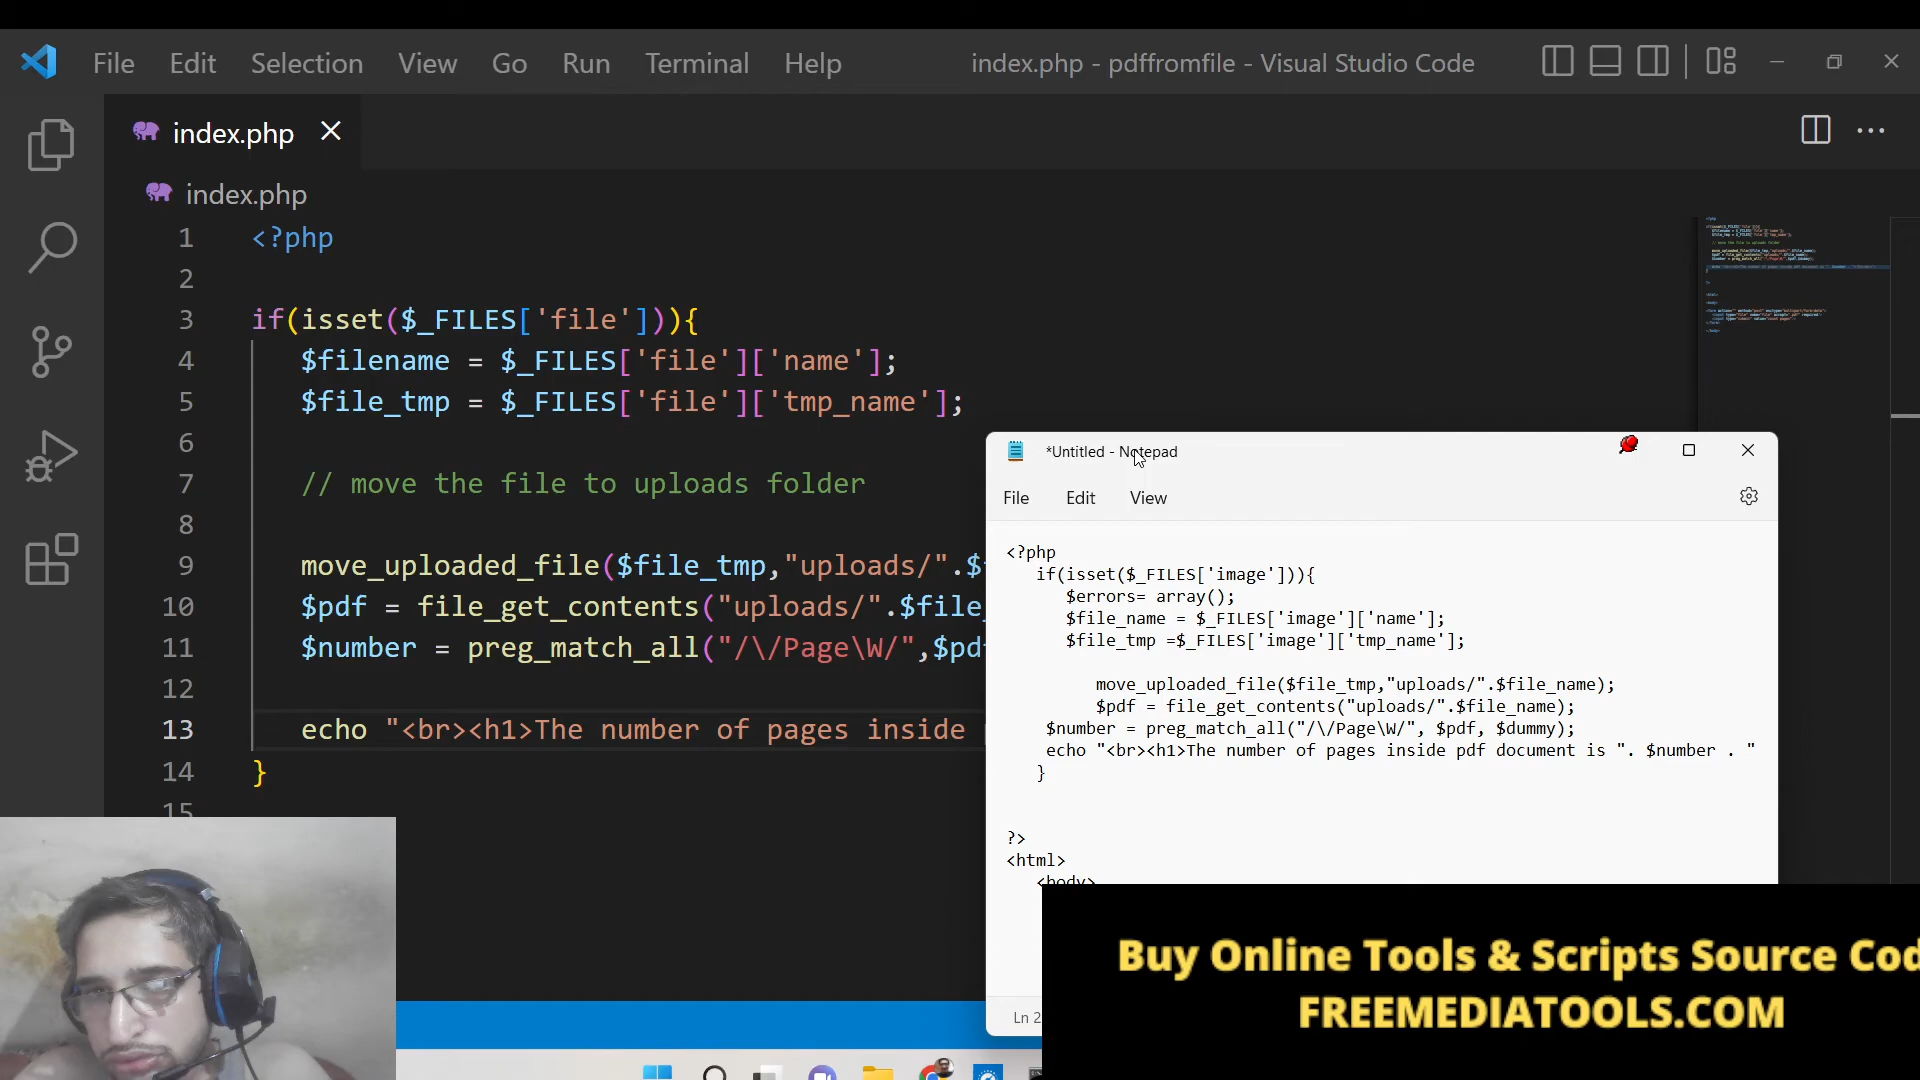 File Edit Selection View Go Run Terminal Help index.php - pdffromfile - Visual Studio Code
index.php
index.php
1 <?php
2
3 if(isset($_FILES['file'])){
4 $filename = $_FILES['file']['name'];
5 $file_tmp = $_FILES['file']['tmp_name'];
6
7 // move the file to uploads folder
8
9 move_uploaded_file($file_tmp,"uploads/".$
10 $pdf = file_get_contents("uploads/".$file_
11 $number = preg_match_all("/\/Page\W/",$pd
12
13 echo "<br><h1>The number of pages inside
14 }
15
*Untitled - Notepad
File Edit View
<?php
if(isset($_FILES['image'])){
$errors= array();
$file_name = $_FILES['image']['name'];
$file_tmp =$_FILES['image']['tmp_name'];
move_uploaded_file($file_tmp,"uploads/".$file_name);
$pdf = file_get_contents("uploads/".$file_name);
$number = preg_match_all("/\/Page\W/", $pdf, $dummy);
echo "<br><h1>The number of pages inside pdf document is ". $number . "
}
?>
<html>
<body>
Ln 2
Buy Online Tools & Scripts Source Cod
FREEMEDIATOOLS.COM